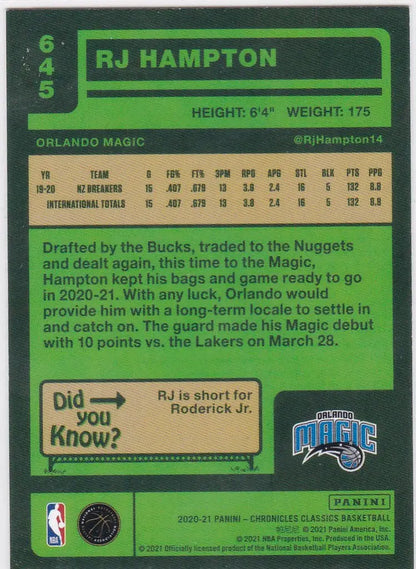 645
RJ HAMPTON
HEIGHT: 6'4" WEIGHT: 175
ORLANDO MAGIC @RjHampton14
YR TEAM G FG% FT% 3PM RPG APG STL BLK PTS PPG
19-20 NZ BREAKERS 15 .407 .679 13 3.9 2.4 16 5 132 8.8
INTERNATIONAL TOTALS 15 .407 .679 13 3.9 2.4 16 5 132 8.8
Drafted by the Bucks, traded to the Nuggets
and dealt again, this time to the Magic,
Hampton kept his bags and game ready to go
in 2020-21. With any luck, Orlando would
provide him with a long-term locale to settle in
and catch on. The guard made his Magic debut
with 10 points vs. the Lakers on March 28.
Did
you
Know?
RJ is short for
Roderick Jr.
ORLANDO
MAGIC
PANINI
NBA
2020-21 PANINI – CHRONICLES CLASSICS BASKETBALL
© 2021 Panini America, Inc.
© 2021 NBA Properties, Inc. Produced in the USA.
© 2021 Officially licensed product of the National Basketball Players Association.